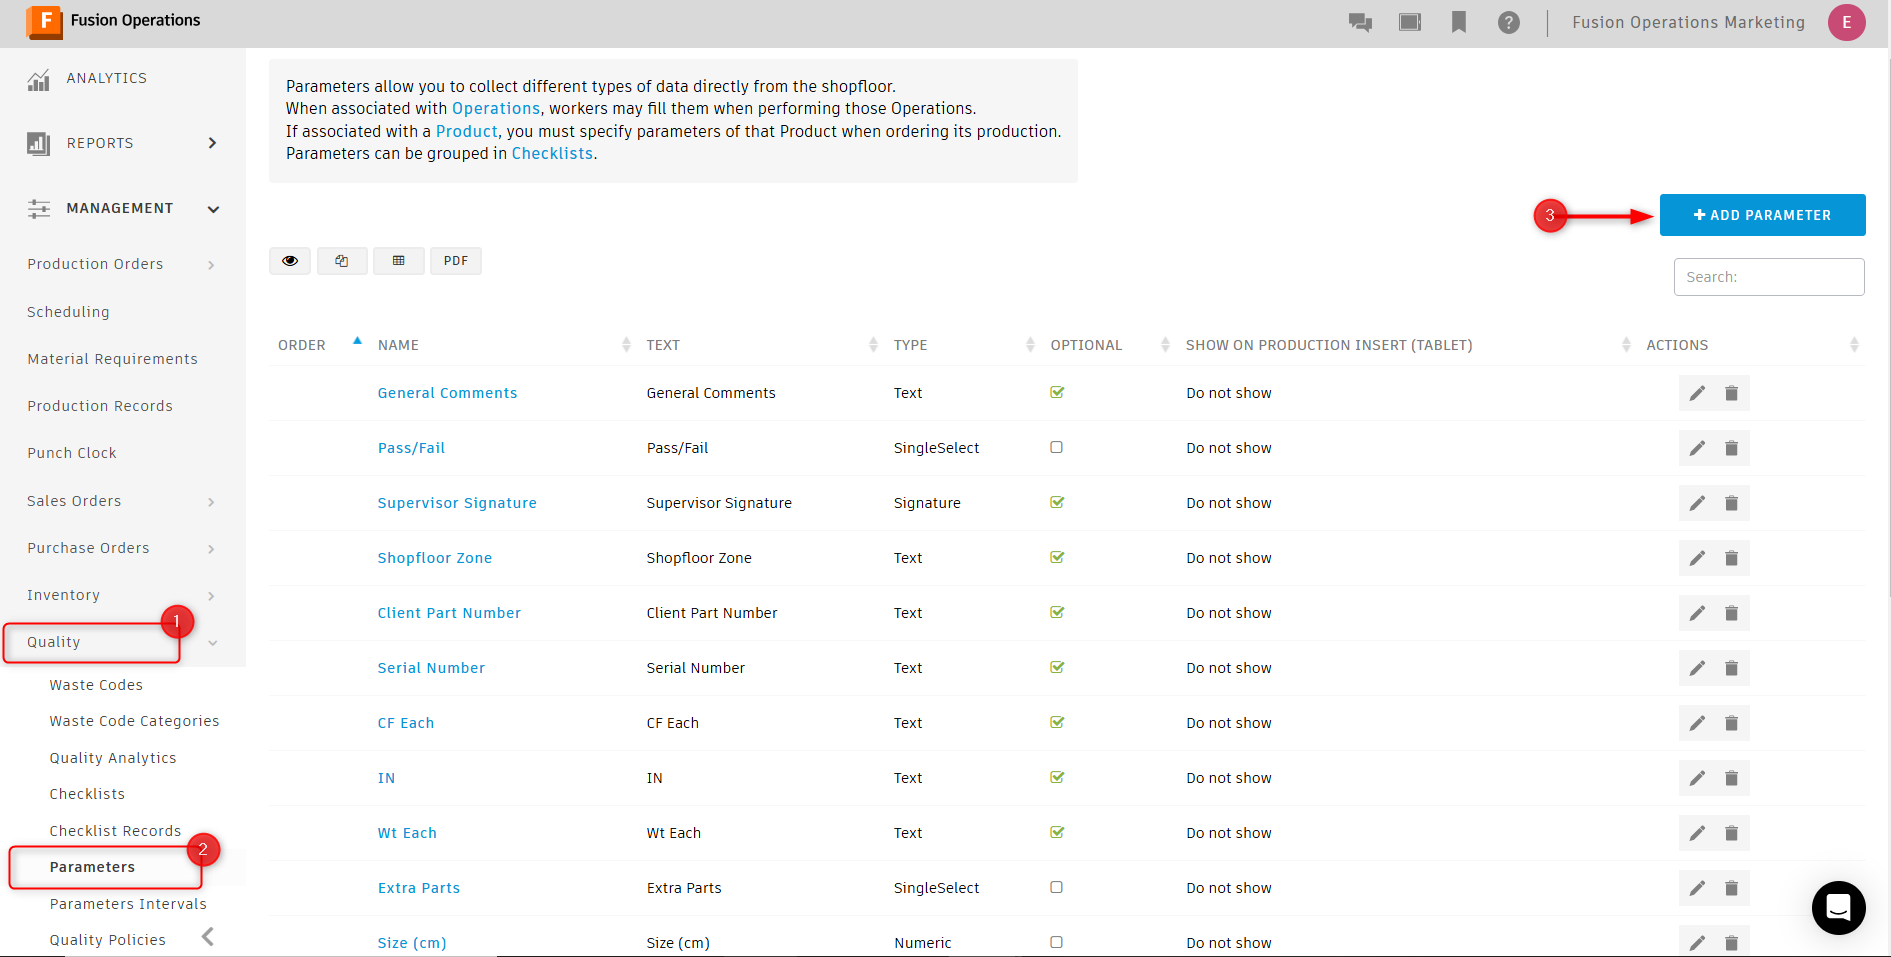 F Fusion Operations
Fusion Operations Marketing E
ANALYTICS
REPORTS
MANAGEMENT
Production Orders
Scheduling
Material Requirements
Production Records
Punch Clock
Sales Orders
Purchase Orders
Inventory
1
Quality
Waste Codes
Waste Code Categories
Quality Analytics
Checklists
Checklist Records
2
Parameters
Parameters Intervals
Quality Policies
Parameters allow you to collect different types of data directly from the shopfloor.
When associated with Operations, workers may fill them when performing those Operations.
If associated with a Product, you must specify parameters of that Product when ordering its production.
Parameters can be grouped in Checklists.
3 + ADD PARAMETER
PDF
Search:
ORDER NAME TEXT TYPE OPTIONAL SHOW ON PRODUCTION INSERT (TABLET) ACTIONS
General Comments General Comments Text Do not show
Pass/Fail Pass/Fail SingleSelect Do not show
Supervisor Signature Supervisor Signature Signature Do not show
Shopfloor Zone Shopfloor Zone Text Do not show
Client Part Number Client Part Number Text Do not show
Serial Number Serial Number Text Do not show
CF Each CF Each Text Do not show
IN IN Text Do not show
Wt Each Wt Each Text Do not show
Extra Parts Extra Parts SingleSelect Do not show
Size (cm) Size (cm) Numeric Do not show